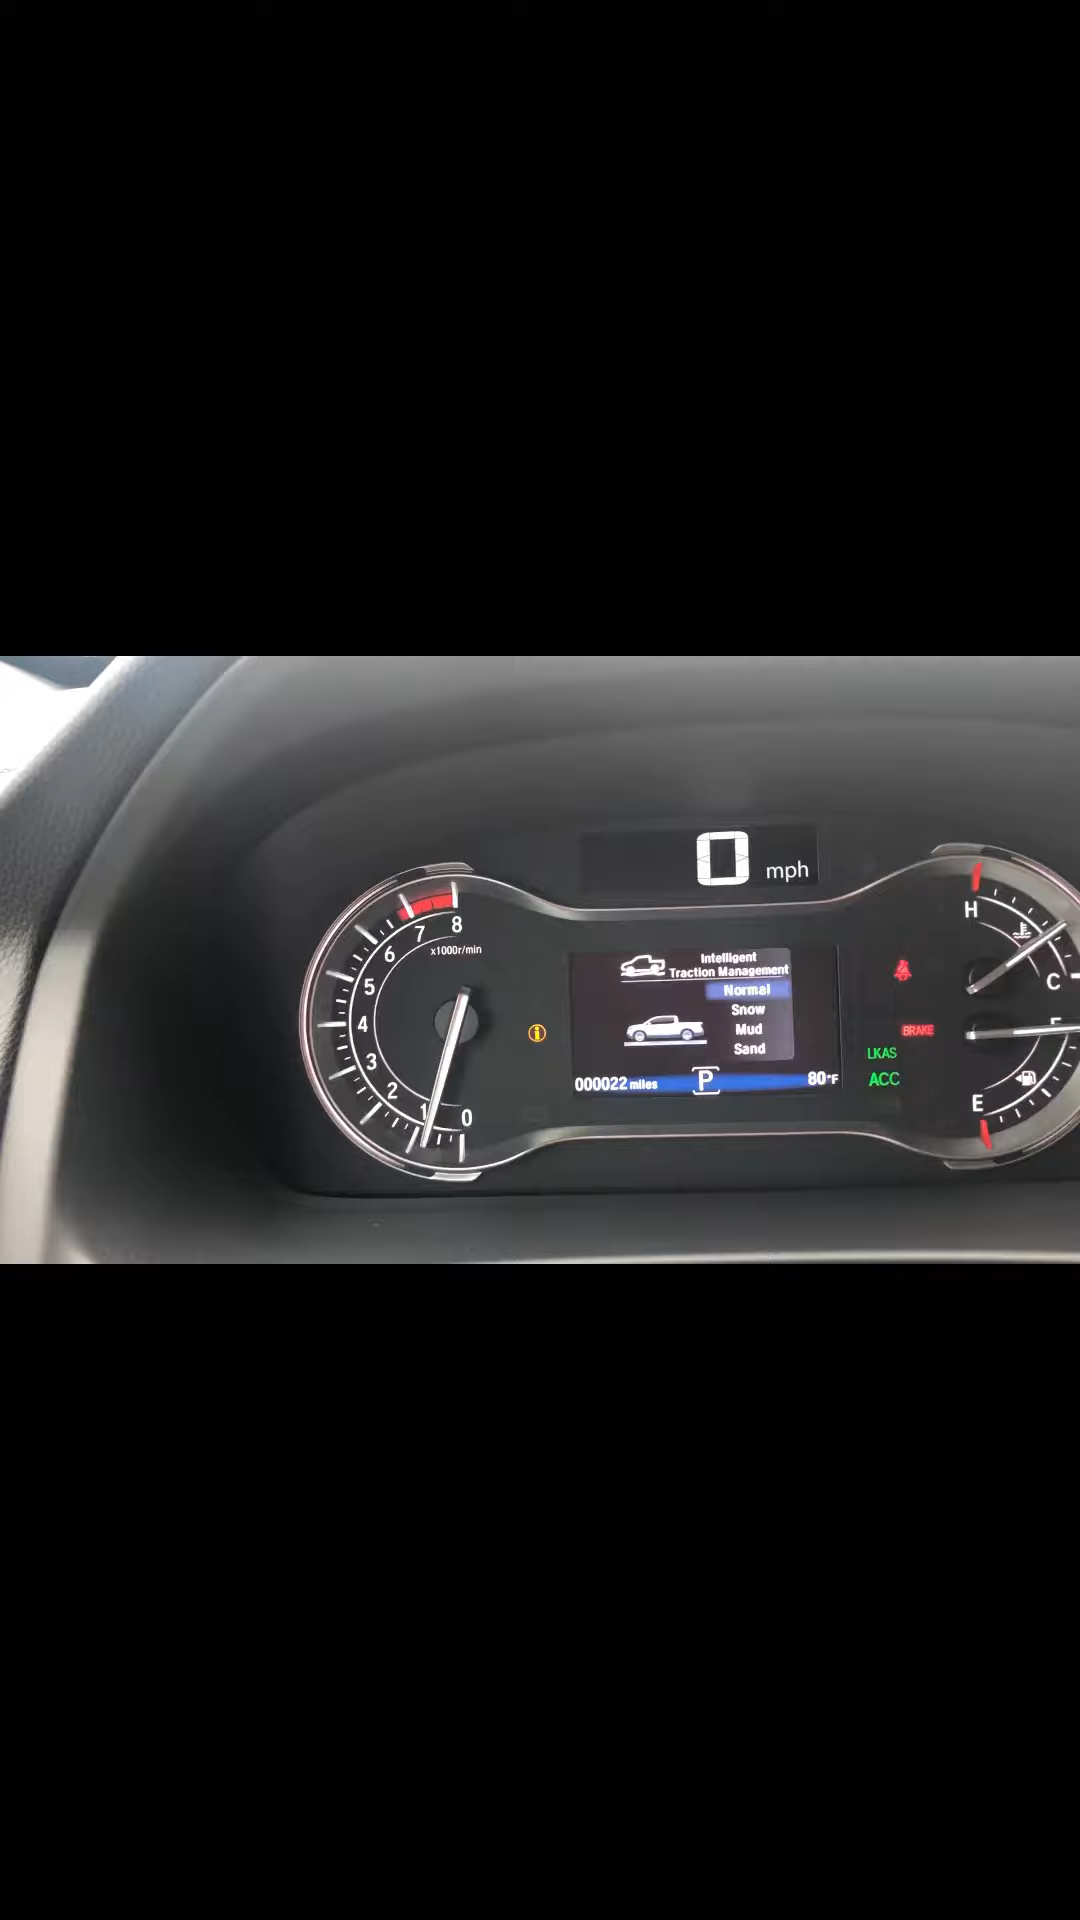 0 mph
8
7
6
5
4
3
2
1
0
x1000r/min
Intelligent
Traction Management
Normal
Snow
Mud
Sand
000022 miles
P
80°F
BRAKE
LKAS
ACC
H
C
F
E